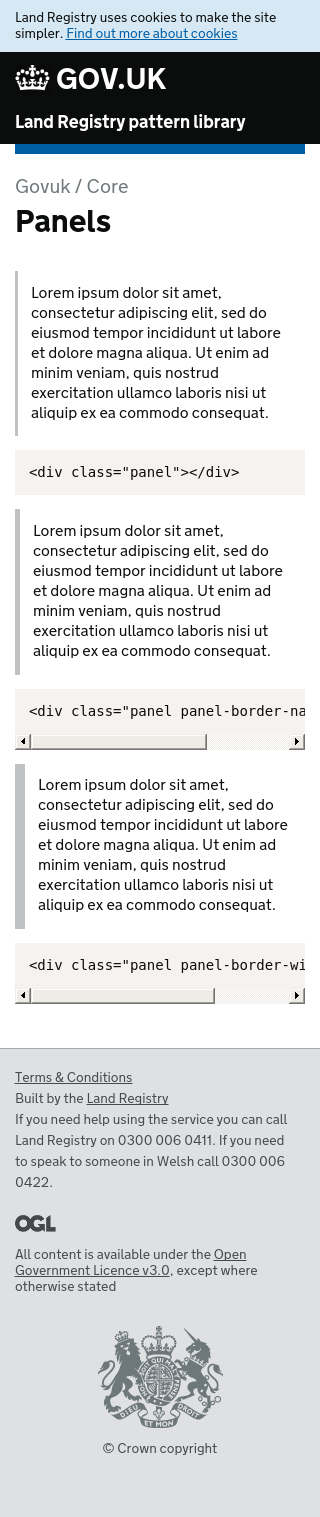 Land Registry uses cookies to make the site
simpler. Find out more about cookies
GOV.UK
Land Registry pattern library
Govuk / Core
Panels
Lorem ipsum dolor sit amet,
consectetur adipiscing elit, sed do
eiusmod tempor incididunt ut labore
et dolore magna aliqua. Ut enim ad
minim veniam, quis nostrud
exercitation ullamco laboris nisi ut
aliquip ex ea commodo consequat.
<div class="panel"></div>
Lorem ipsum dolor sit amet,
consectetur adipiscing elit, sed do
eiusmod tempor incididunt ut labore
et dolore magna aliqua. Ut enim ad
minim veniam, quis nostrud
exercitation ullamco laboris nisi ut
aliquip ex ea commodo consequat.
<div class="panel panel-border-na
Lorem ipsum dolor sit amet,
consectetur adipiscing elit, sed do
eiusmod tempor incididunt ut labore
et dolore magna aliqua. Ut enim ad
minim veniam, quis nostrud
exercitation ullamco laboris nisi ut
aliquip ex ea commodo consequat.
<div class="panel panel-border-wi
Terms & Conditions
Built by the Land Registry
If you need help using the service you can call
Land Registry on 0300 006 0411. If you need
to speak to someone in Welsh call 0300 006
0422.
OGL
All content is available under the Open
Government Licence v3.0, except where
otherwise stated
DIEU ET MON DROIT
© Crown copyright